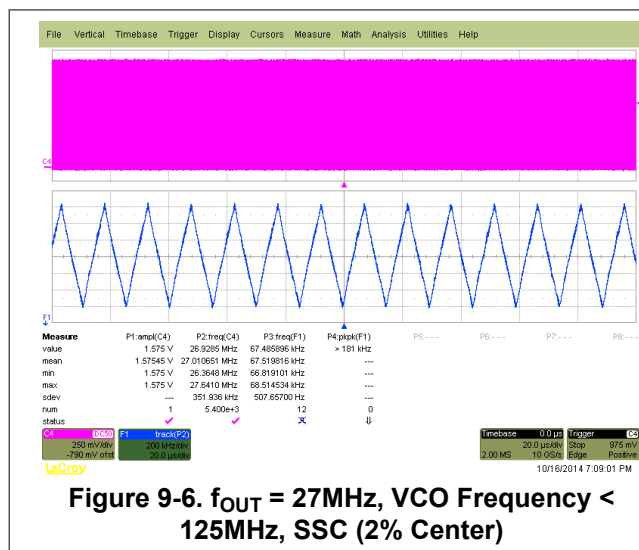 File Vertical Timebase Trigger Display Cursors Measure Math Analysis Utilities Help
C4
F1
Measure P1:ampl(C4) P2:freq(C4) P3:freq(F1) P4:pkpk(F1) P5:--- P6:--- P7:--- P8:---
value 1.575 V 26.9285 MHz 67.485896 kHz > 181 kHz
mean 1.57545 V 27.010651 MHz 67.519816 kHz ---
min 1.575 V 26.3648 MHz 66.819101 kHz ---
max 1.575 V 27.6410 MHz 68.514534 kHz ---
sdev --- 351.936 kHz 507.65700 Hz ---
num 1 5.400e+3 12 0
status
C4 DC50 F1 track(P2) Timebase 0.0 µs Trigger C4
250 mV/div 200 kHz/div 20.0 µs/div Stop 975 mV
-790 mV ofst 20.0 µs/div 2.00 MS 10 GS/s Edge Positive
LeCroy 10/16/2014 7:09:01 PM
Figure 9-6. fOUT = 27MHz, VCO Frequency <
125MHz, SSC (2% Center)